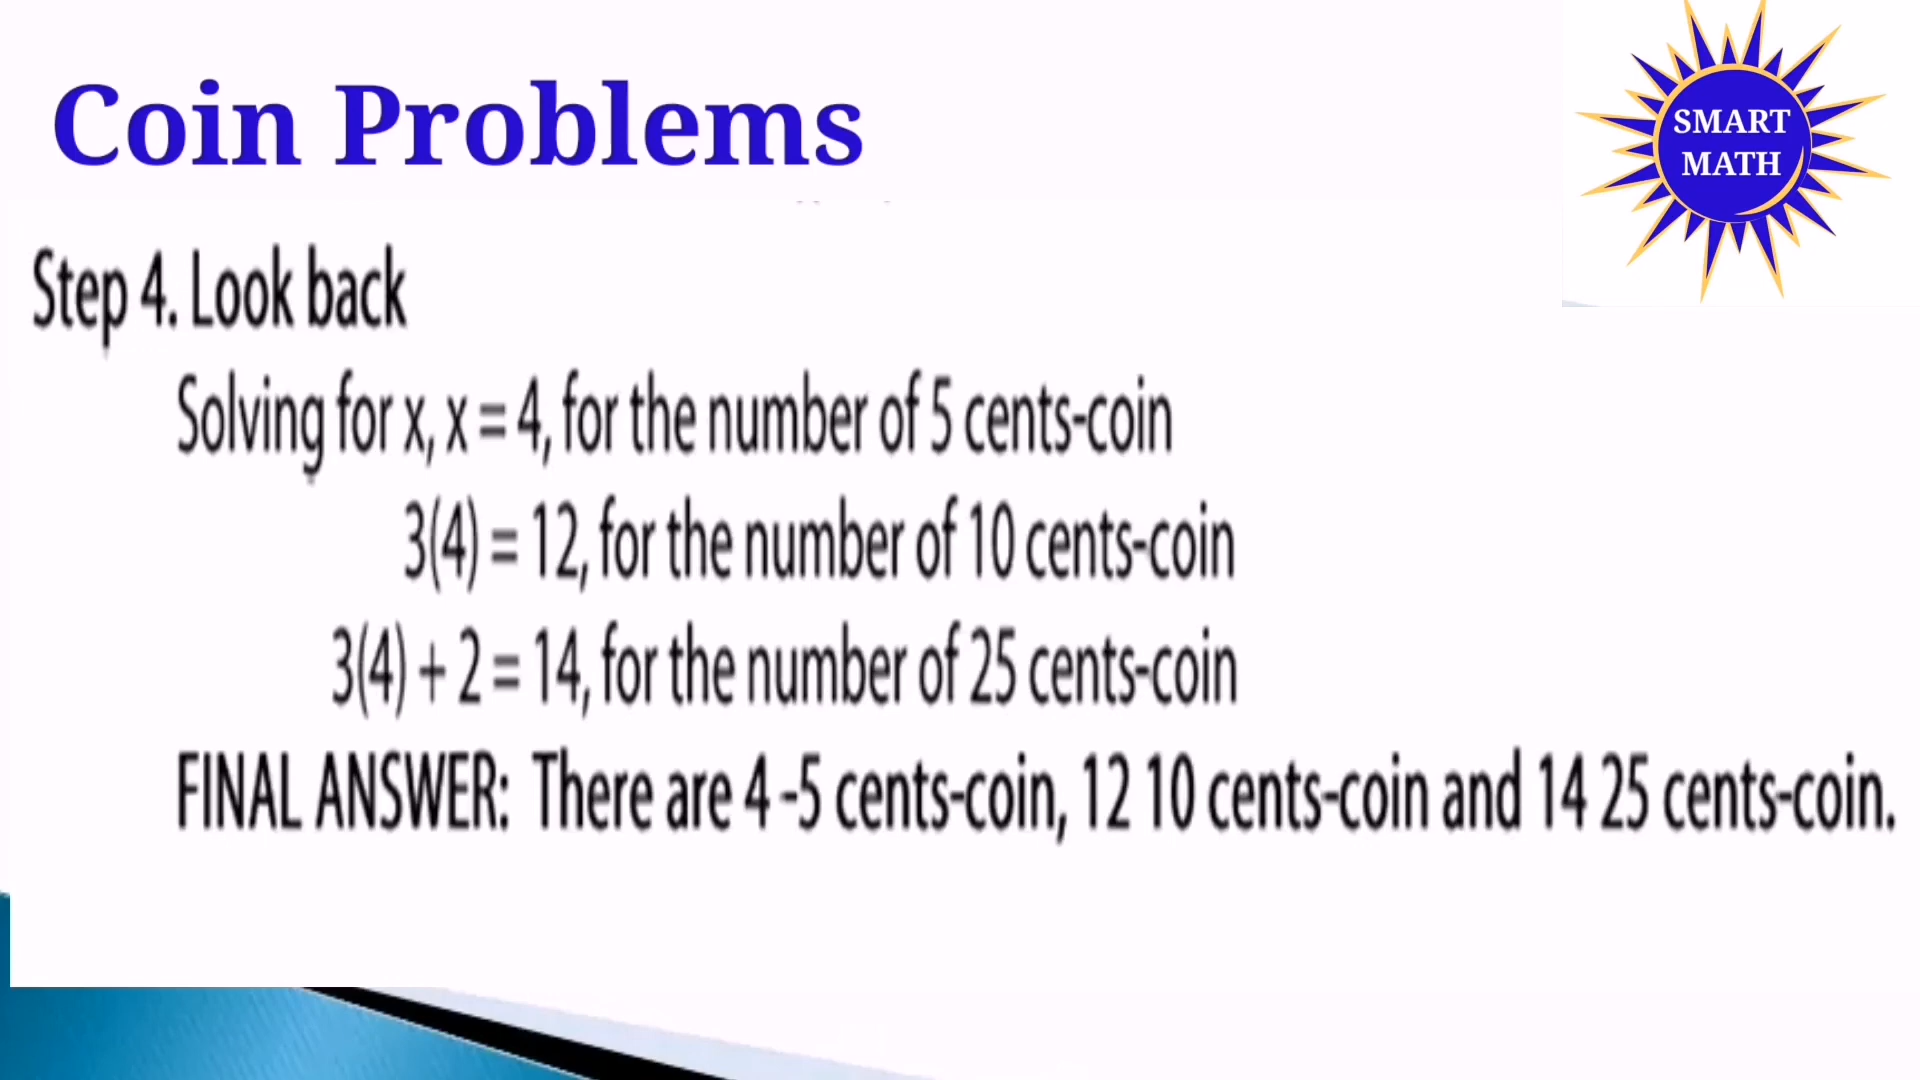 Coin Problems
SMART
MATH
Step 4. Look back
Solving for x, x = 4, for the number of 5 cents-coin
3(4) = 12, for the number of 10 cents-coin
3(4) + 2 = 14, for the number of 25 cents-coin
FINAL ANSWER: There are 4 -5 cents-coin, 12 10 cents-coin and 14 25 cents-coin.